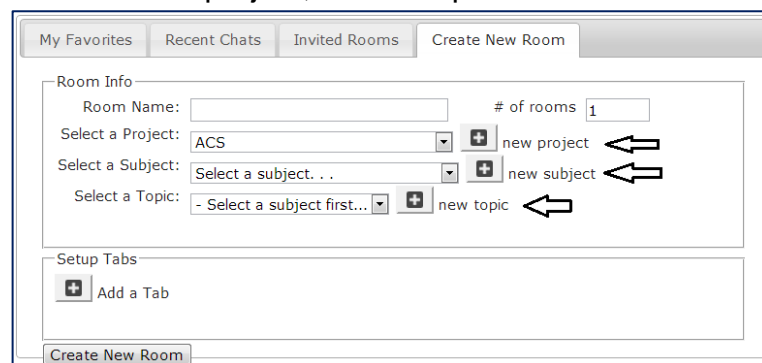 My Favorites Recent Chats Invited Rooms Create New Room
Room Info
Room Name: # of rooms 1
Select a Project: ACS new project
Select a Subject: Select a subject. . . new subject
Select a Topic: - Select a subject first... new topic
Setup Tabs
Add a Tab
Create New Room